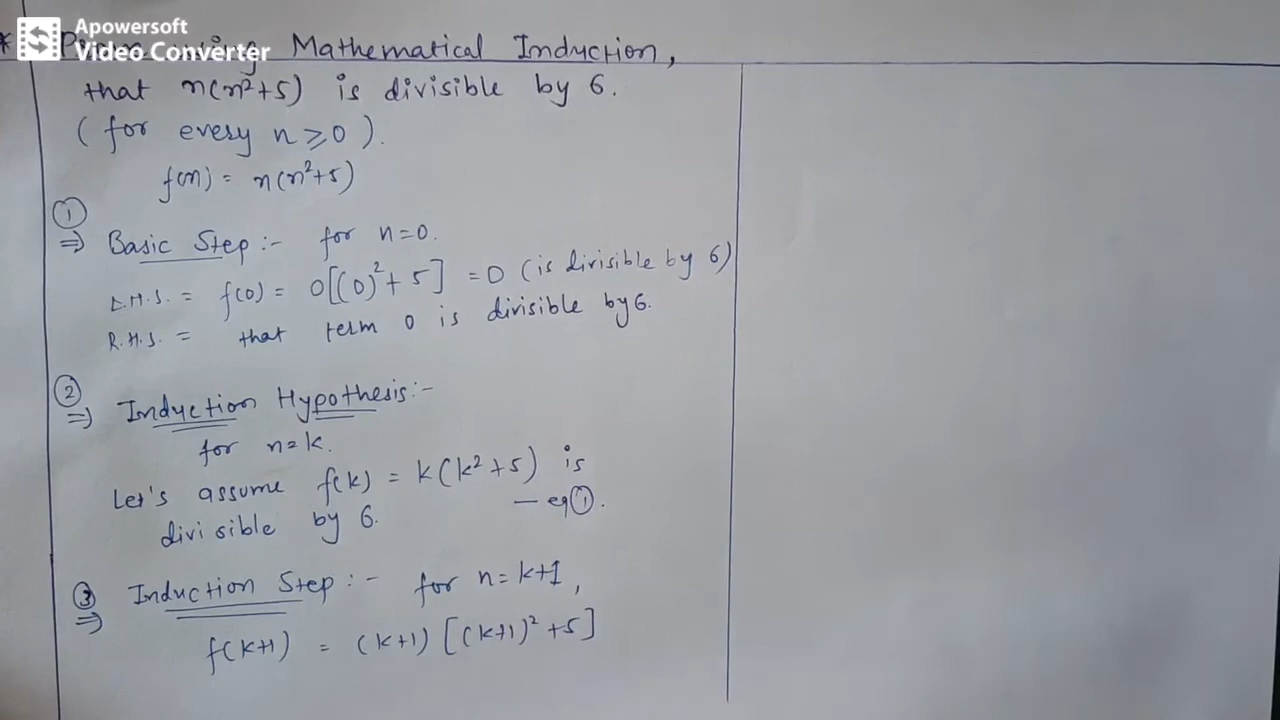 Apowersoft
Video Converter
* using Mathematical Induction,
that n(n²+5) is divisible by 6.
(for every n ≥ 0).
f(n) = n(n²+5)
①
⇒ Basic Step :- for n=0.
L.H.S. = f(0) = 0[(0)²+5] = 0 (is divisible by 6)
R.H.S. = that term 0 is divisible by 6.
②
⇒ Induction Hypothesis:-
for n=k.
Let's assume f(k) = k(k²+5) is
divisible by 6. — eq①.
③
⇒ Induction Step :- for n=k+1,
f(k+1) = (k+1)[(k+1)²+5]